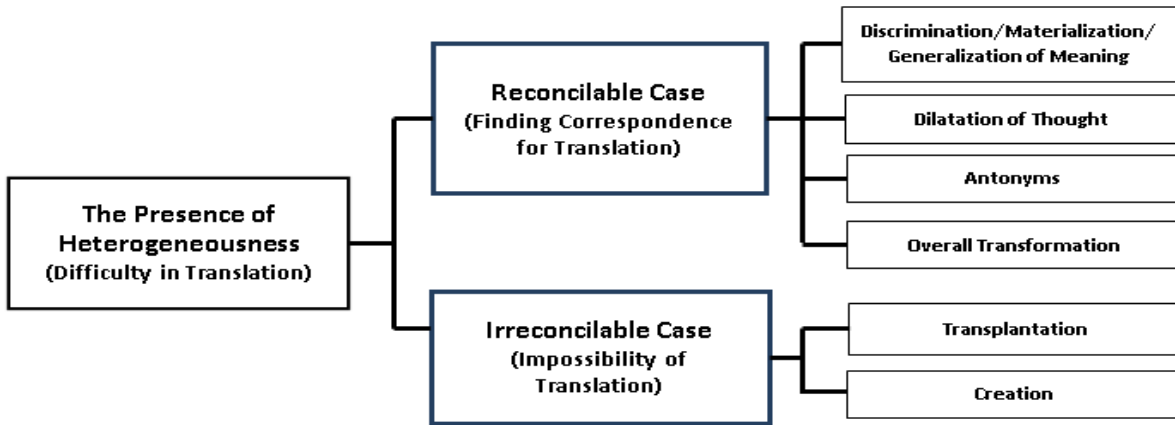 The Presence of
Heterogeneousness
(Difficulty in Translation)
Reconcilable Case
(Finding Correspondence
for Translation)
Discrimination/Materialization/
Generalization of Meaning
Dilatation of Thought
Antonyms
Overall Transformation
Irreconcilable Case
(Impossibility of
Translation)
Transplantation
Creation